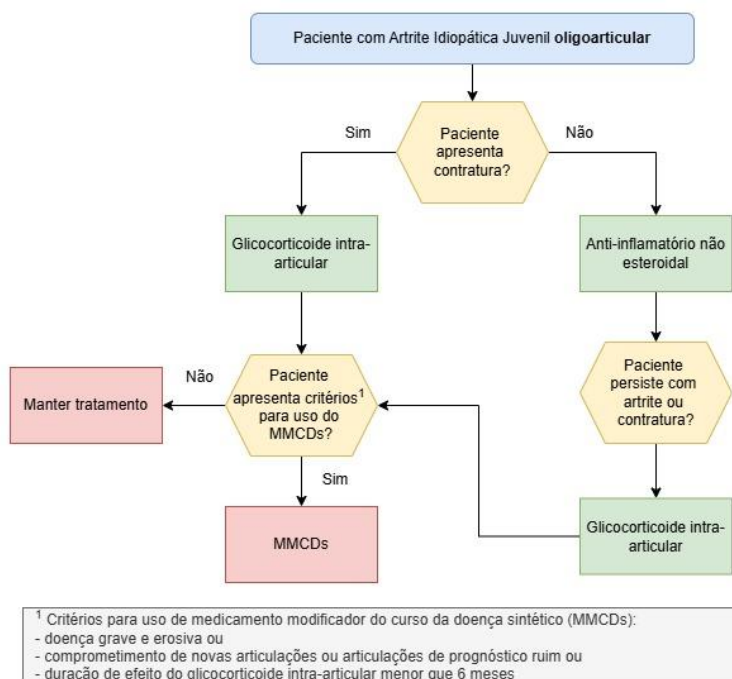 Paciente com Artrite Idiopática Juvenil oligoarticular
Sim
Paciente
apresenta
contratura?
Não
Glicocorticoide intra-
articular
Anti-inflamatório não
esteroidal
Paciente
apresenta critérios¹
para uso do
MMCDs?
Não
Manter tratamento
Paciente
persiste com
artrite ou
contratura?
Sim
MMCDs
Glicocorticoide intra-
articular
¹ Critérios para uso de medicamento modificador do curso da doença sintético (MMCDs):
- doença grave e erosiva ou
- comprometimento de novas articulações ou articulações de prognóstico ruim ou
- duração de efeito do glicocorticoide intra-articular menor que 6 meses